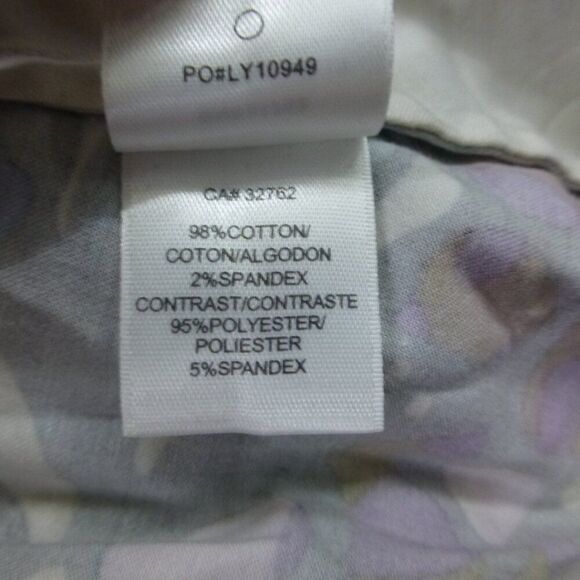 PO#LY10949
CA# 32762
98%COTTON/
COTON/ALGODON
2%SPANDEX
CONTRAST/CONTRASTE
95%POLYESTER/
POLIESTER
5%SPANDEX